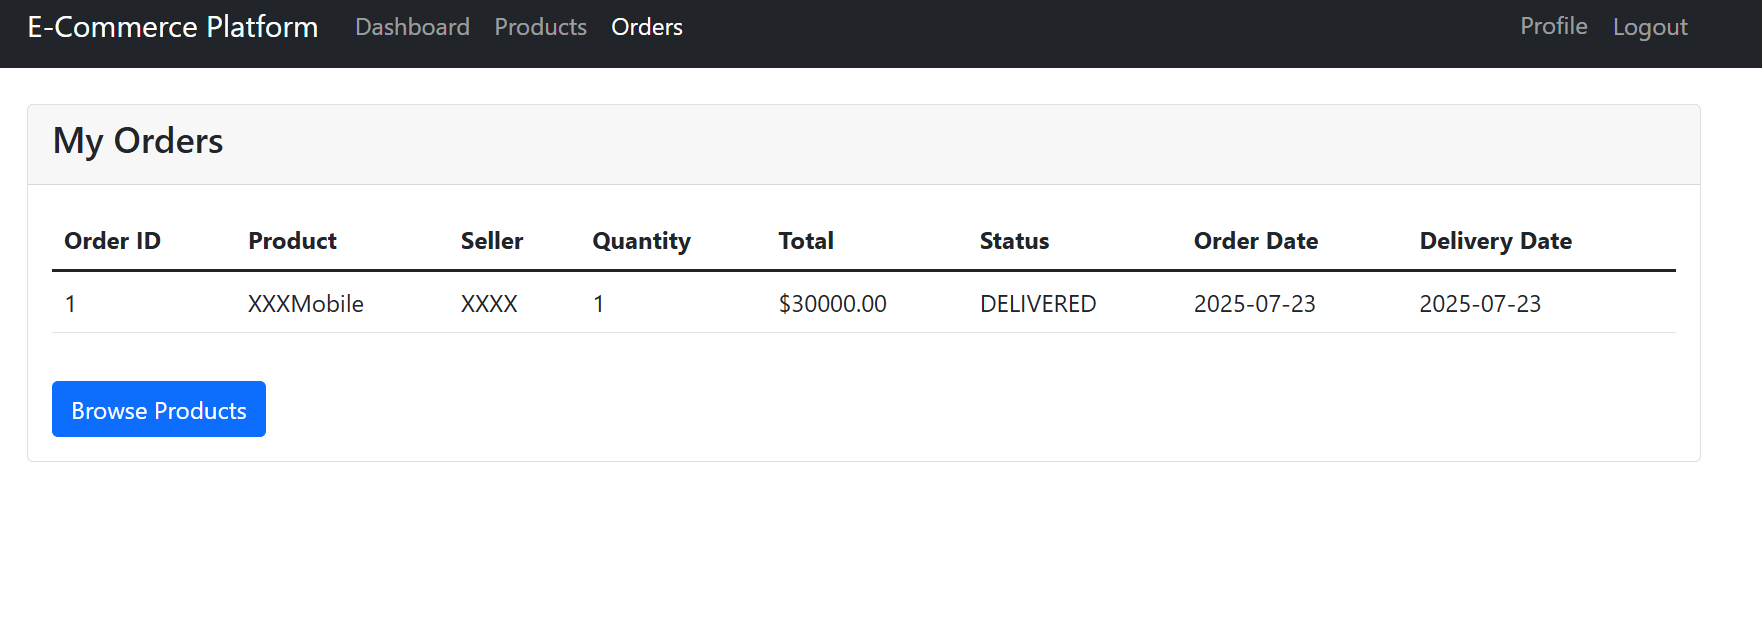 E-Commerce Platform Dashboard Products Orders Profile Logout
My Orders
Order ID Product Seller Quantity Total Status Order Date Delivery Date
1 XXXMobile XXXX 1 $30000.00 DELIVERED 2025-07-23 2025-07-23
Browse Products